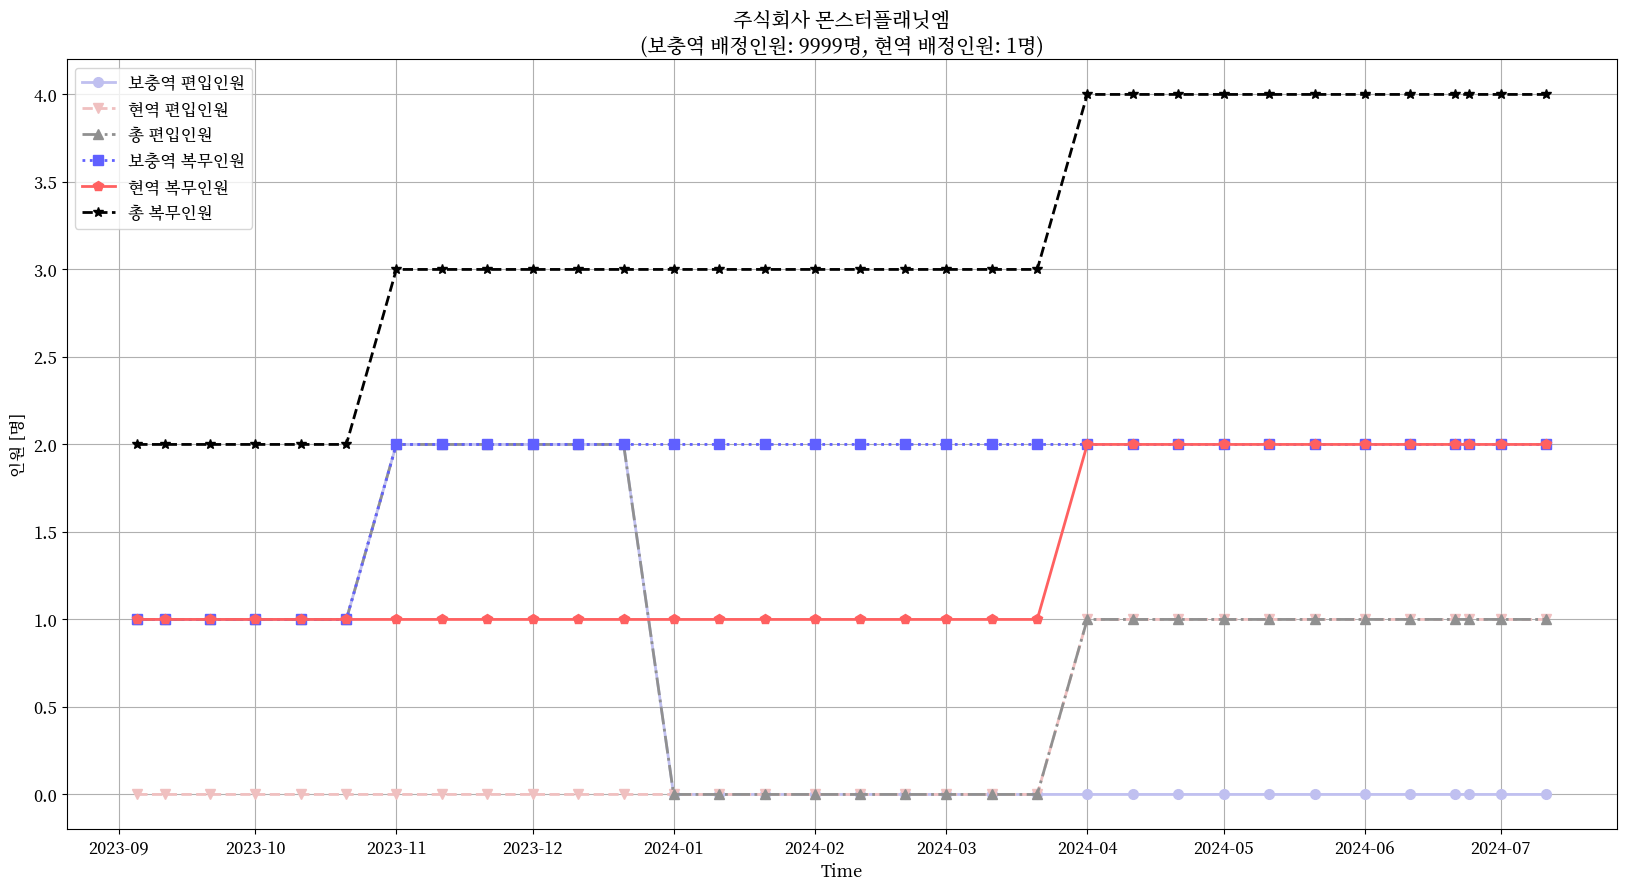 주식회사 몬스터플래닛엠
(보충역 배정인원: 9999명, 현역 배정인원: 1명)
보충역 편입인원
현역 편입인원
총 편입인원
보충역 복무인원
현역 복무인원
총 복무인원
4.0
3.5
3.0
2.5
2.0
1.5
1.0
0.5
0.0
인원 [명]
2023-09 2023-10 2023-11 2023-12 2024-01 2024-02 2024-03 2024-04 2024-05 2024-06 2024-07
Time